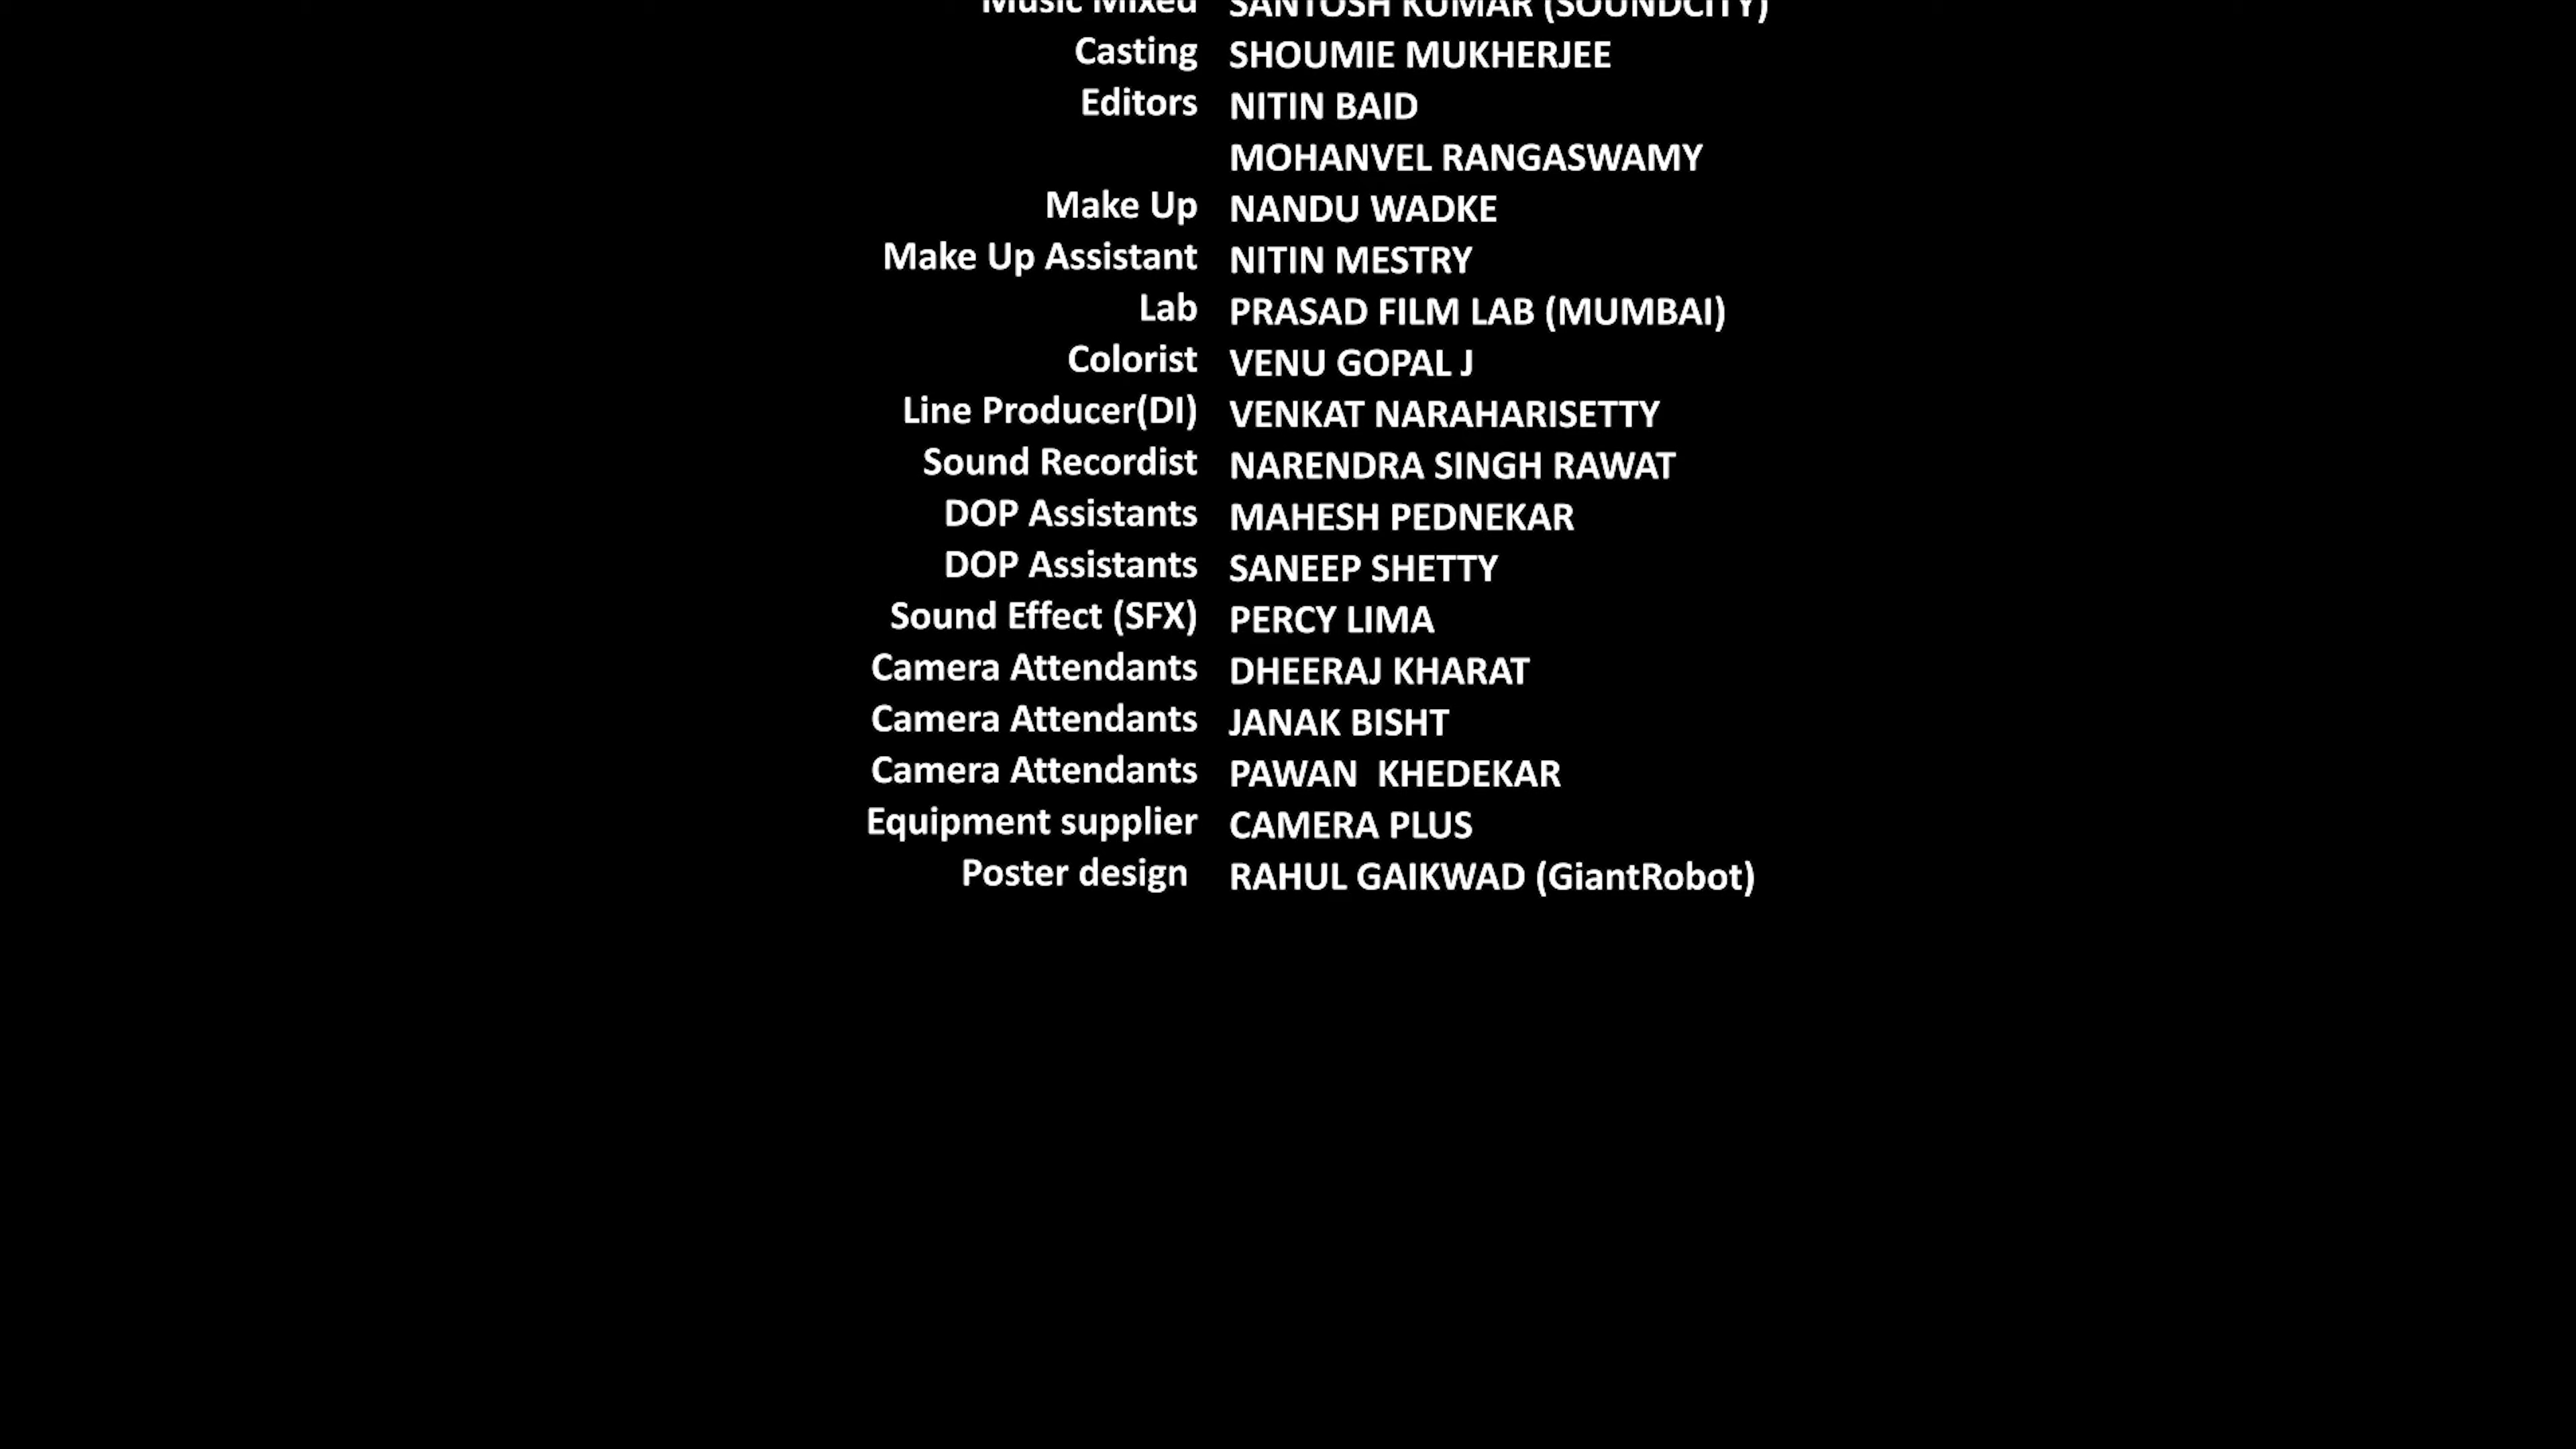 Music Mixed SANTOSH KUMAR (SOUNDCITY)
Casting SHOUMIE MUKHERJEE
Editors NITIN BAID
MOHANVEL RANGASWAMY
Make Up NANDU WADKE
Make Up Assistant NITIN MESTRY
Lab PRASAD FILM LAB (MUMBAI)
Colorist VENU GOPAL J
Line Producer(DI) VENKAT NARAHARISETTY
Sound Recordist NARENDRA SINGH RAWAT
DOP Assistants MAHESH PEDNEKAR
DOP Assistants SANEEP SHETTY
Sound Effect (SFX) PERCY LIMA
Camera Attendants DHEERAJ KHARAT
Camera Attendants JANAK BISHT
Camera Attendants PAWAN KHEDEKAR
Equipment supplier CAMERA PLUS
Poster design RAHUL GAIKWAD (GiantRobot)